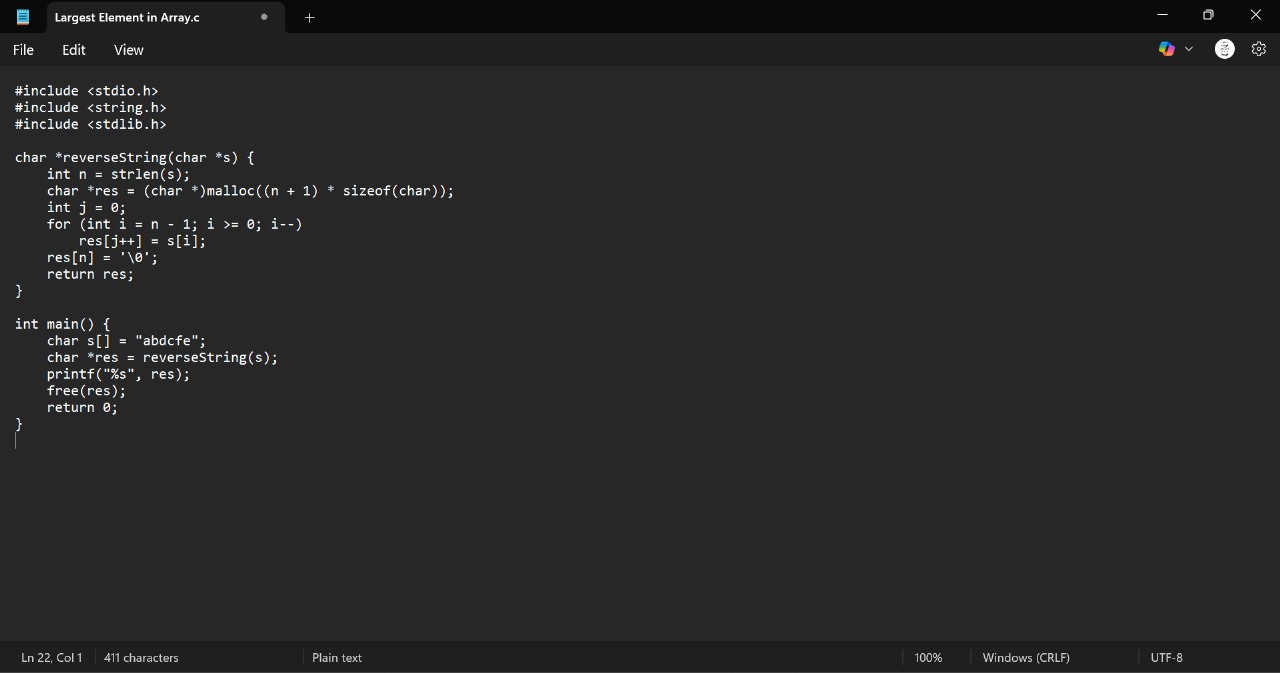 Largest Element in Array.c
File Edit View
#include <stdio.h>
#include <string.h>
#include <stdlib.h>

char *reverseString(char *s) {
    int n = strlen(s);
    char *res = (char *)malloc((n + 1) * sizeof(char));
    int j = 0;
    for (int i = n - 1; i >= 0; i--)
        res[j++] = s[i];
    res[n] = '\0';
    return res;
}

int main() {
    char s[] = "abdcfe";
    char *res = reverseString(s);
    printf("%s", res);
    free(res);
    return 0;
}
Ln 22, Col 1 411 characters Plain text 100% Windows (CRLF) UTF-8